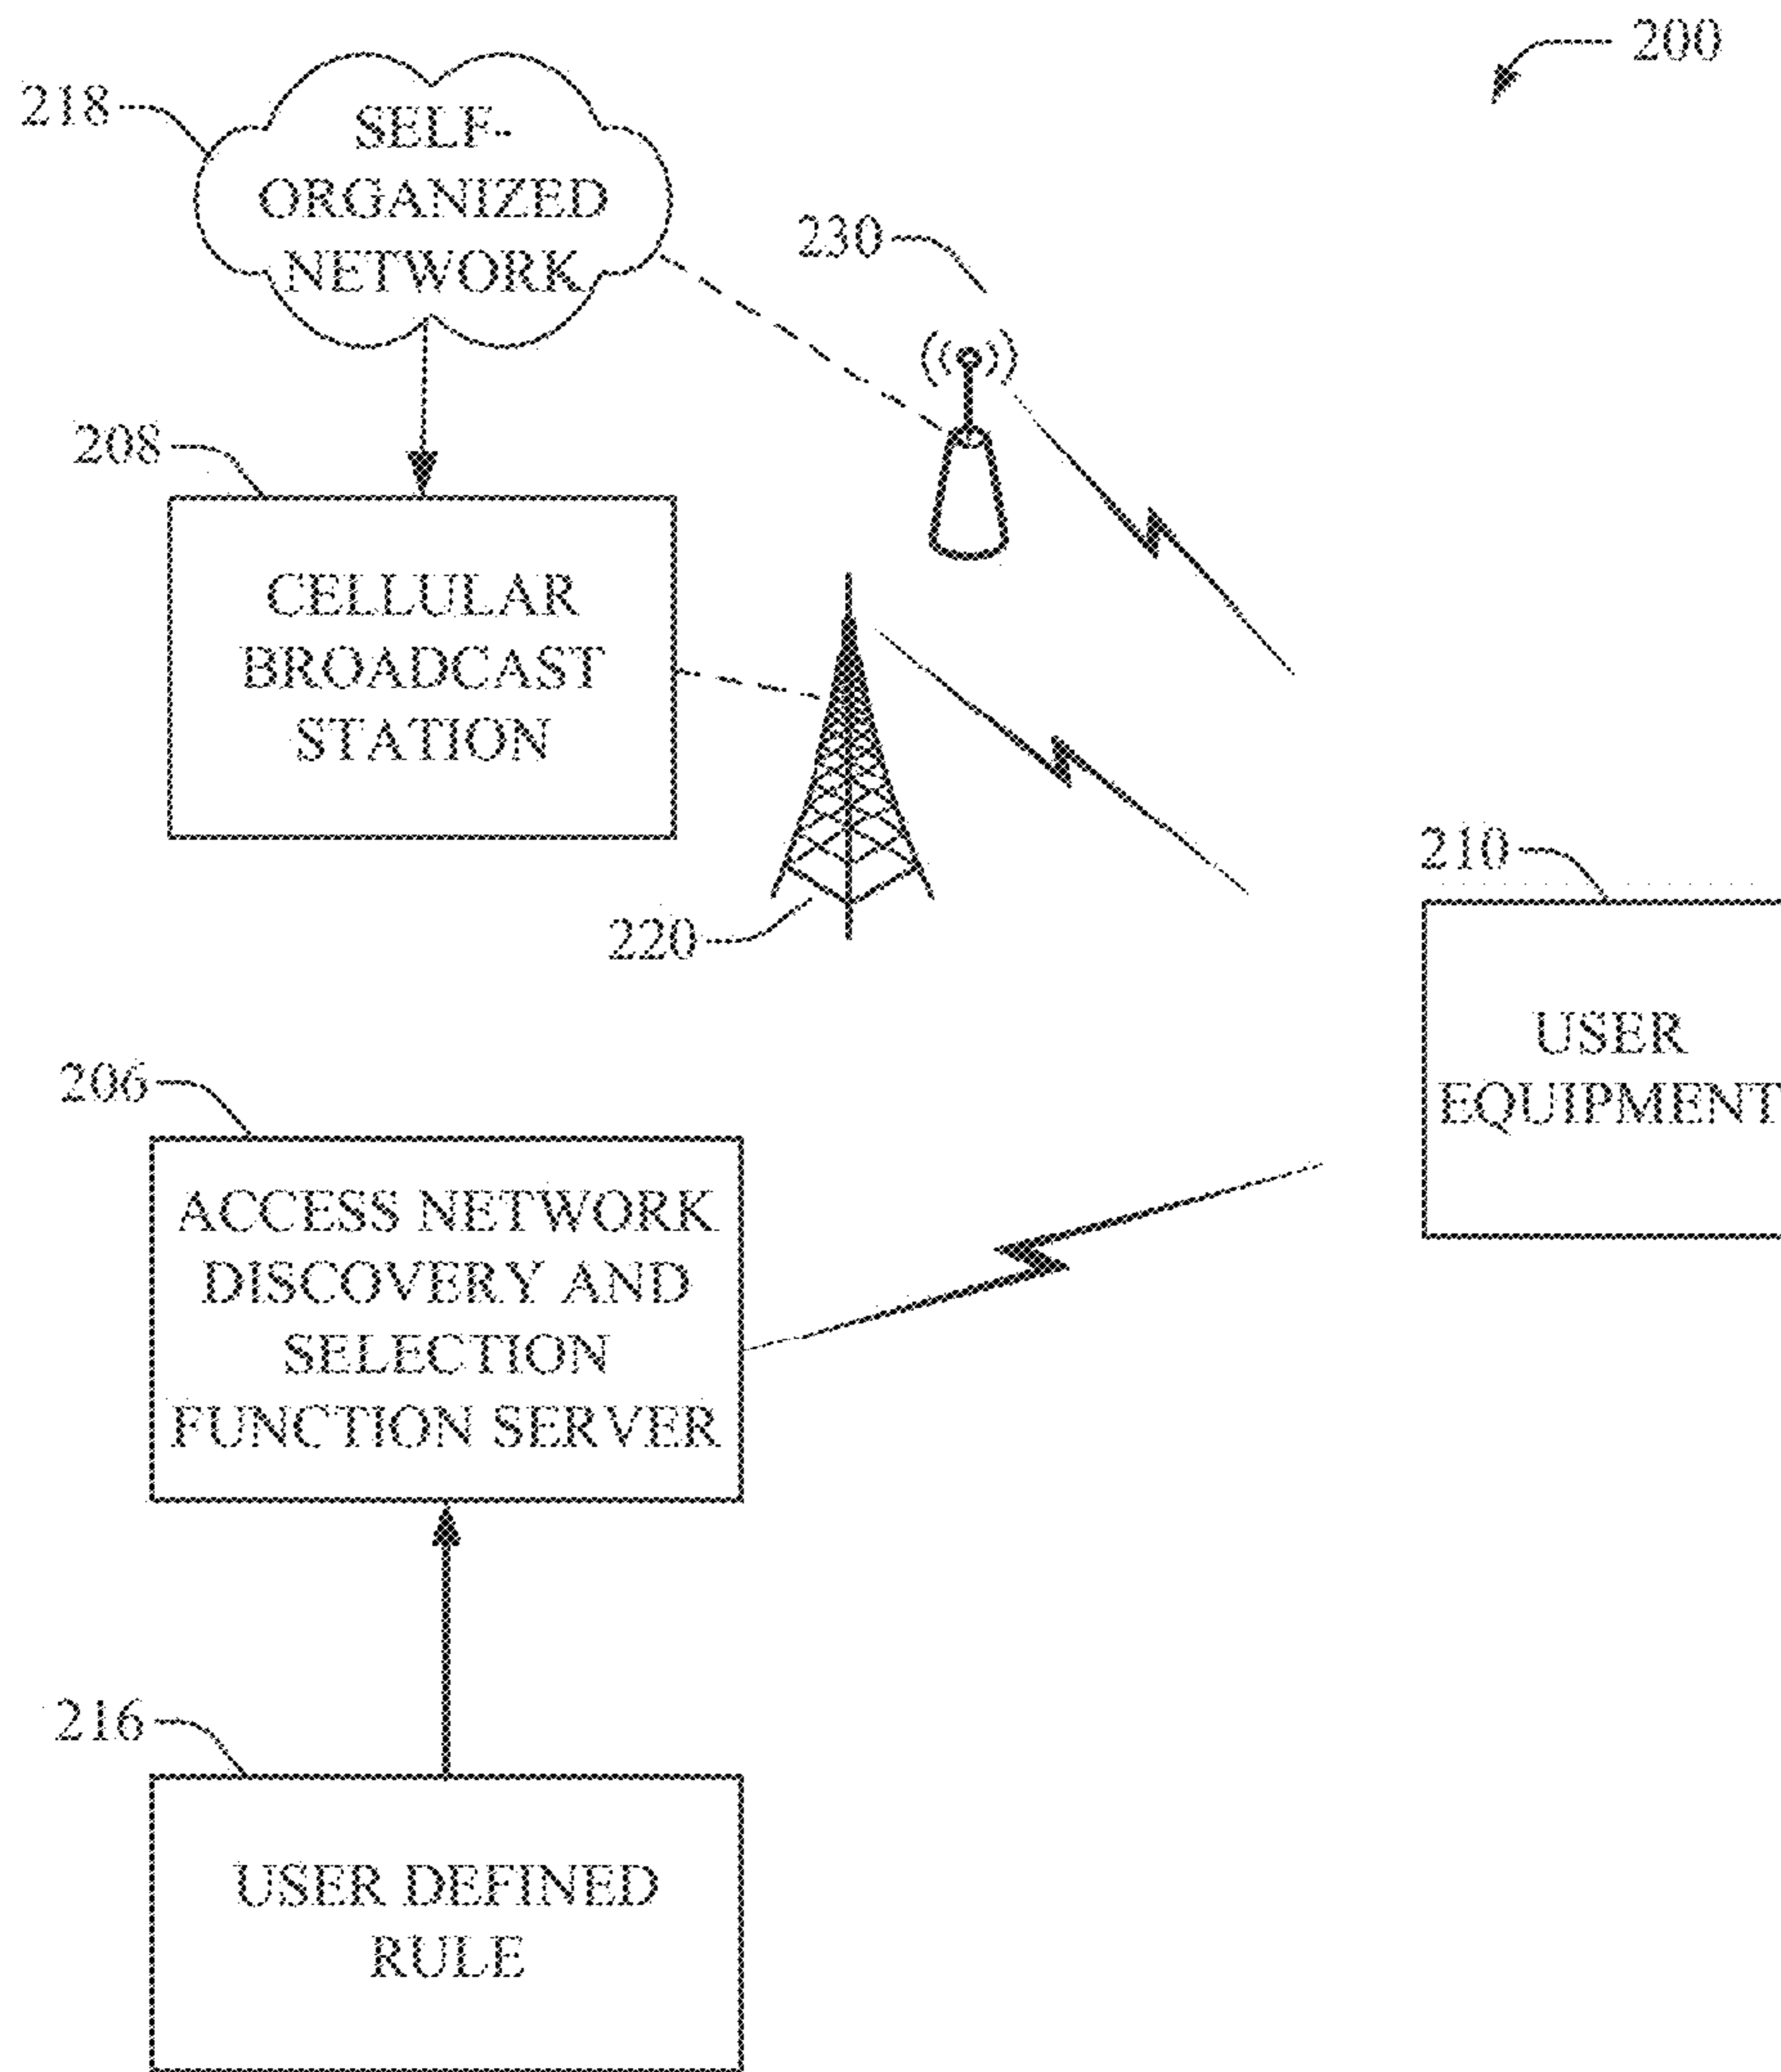 200
218
SELF-
ORGANIZED
NETWORK
230
208
CELLULAR
BROADCAST
STATION
220
210
USER
EQUIPMENT
206
ACCESS NETWORK
DISCOVERY AND
SELECTION
FUNCTION SERVER
216
USER DEFINED
RULE